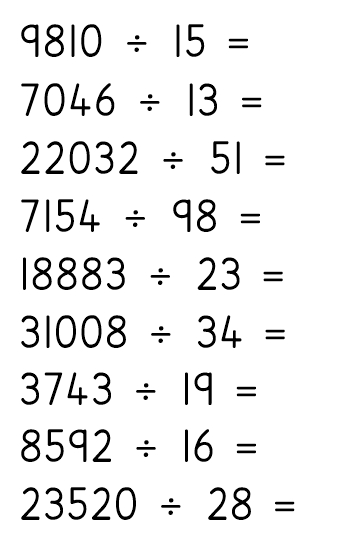 9810 ÷ 15 =
7046 ÷ 13 =
22032 ÷ 51 =
7154 ÷ 98 =
18883 ÷ 23 =
31008 ÷ 34 =
3743 ÷ 19 =
8592 ÷ 16 =
23520 ÷ 28 =